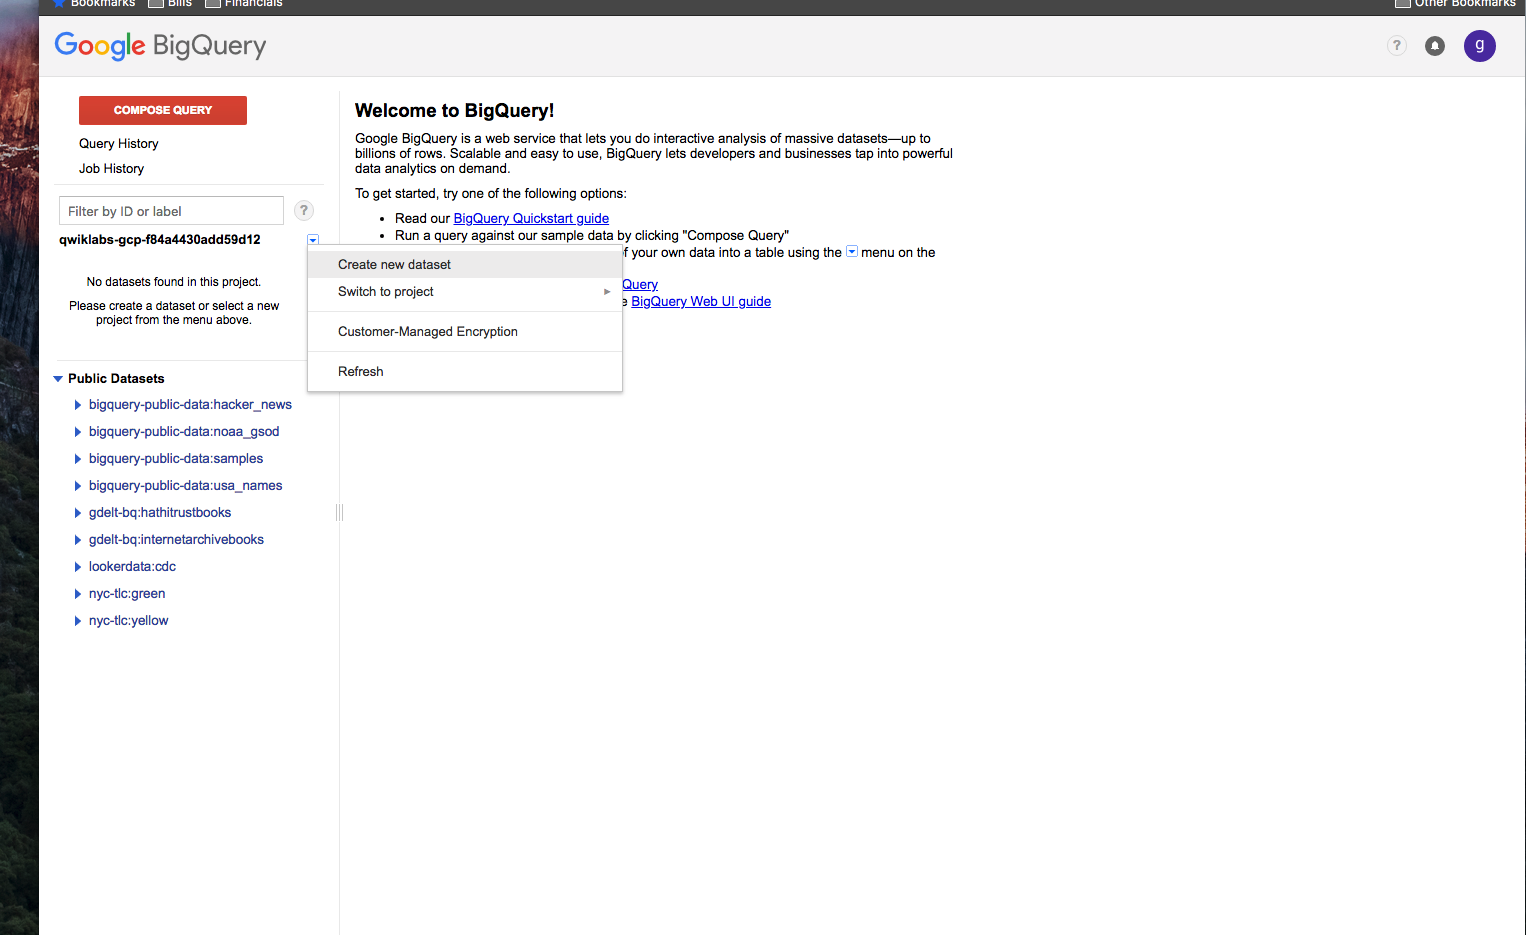 Bookmarks Bills Financials Other Bookmarks
Google BigQuery
? g
COMPOSE QUERY
Query History
Job History
Filter by ID or label ?
qwiklabs-gcp-f84a4430add59d12
No datasets found in this project.
Please create a dataset or select a new
project from the menu above.
Public Datasets
bigquery-public-data:hacker_news
bigquery-public-data:noaa_gsod
bigquery-public-data:samples
bigquery-public-data:usa_names
gdelt-bq:hathitrustbooks
gdelt-bq:internetarchivebooks
lookerdata:cdc
nyc-tlc:green
nyc-tlc:yellow
Create new dataset
Switch to project
Customer-Managed Encryption
Refresh
Welcome to BigQuery!
Google BigQuery is a web service that lets you do interactive analysis of massive datasets—up to
billions of rows. Scalable and easy to use, BigQuery lets developers and businesses tap into powerful
data analytics on demand.
To get started, try one of the following options:
• Read our BigQuery Quickstart guide
• Run a query against our sample data by clicking "Compose Query"
f your own data into a table using the menu on the
Query
e BigQuery Web UI guide